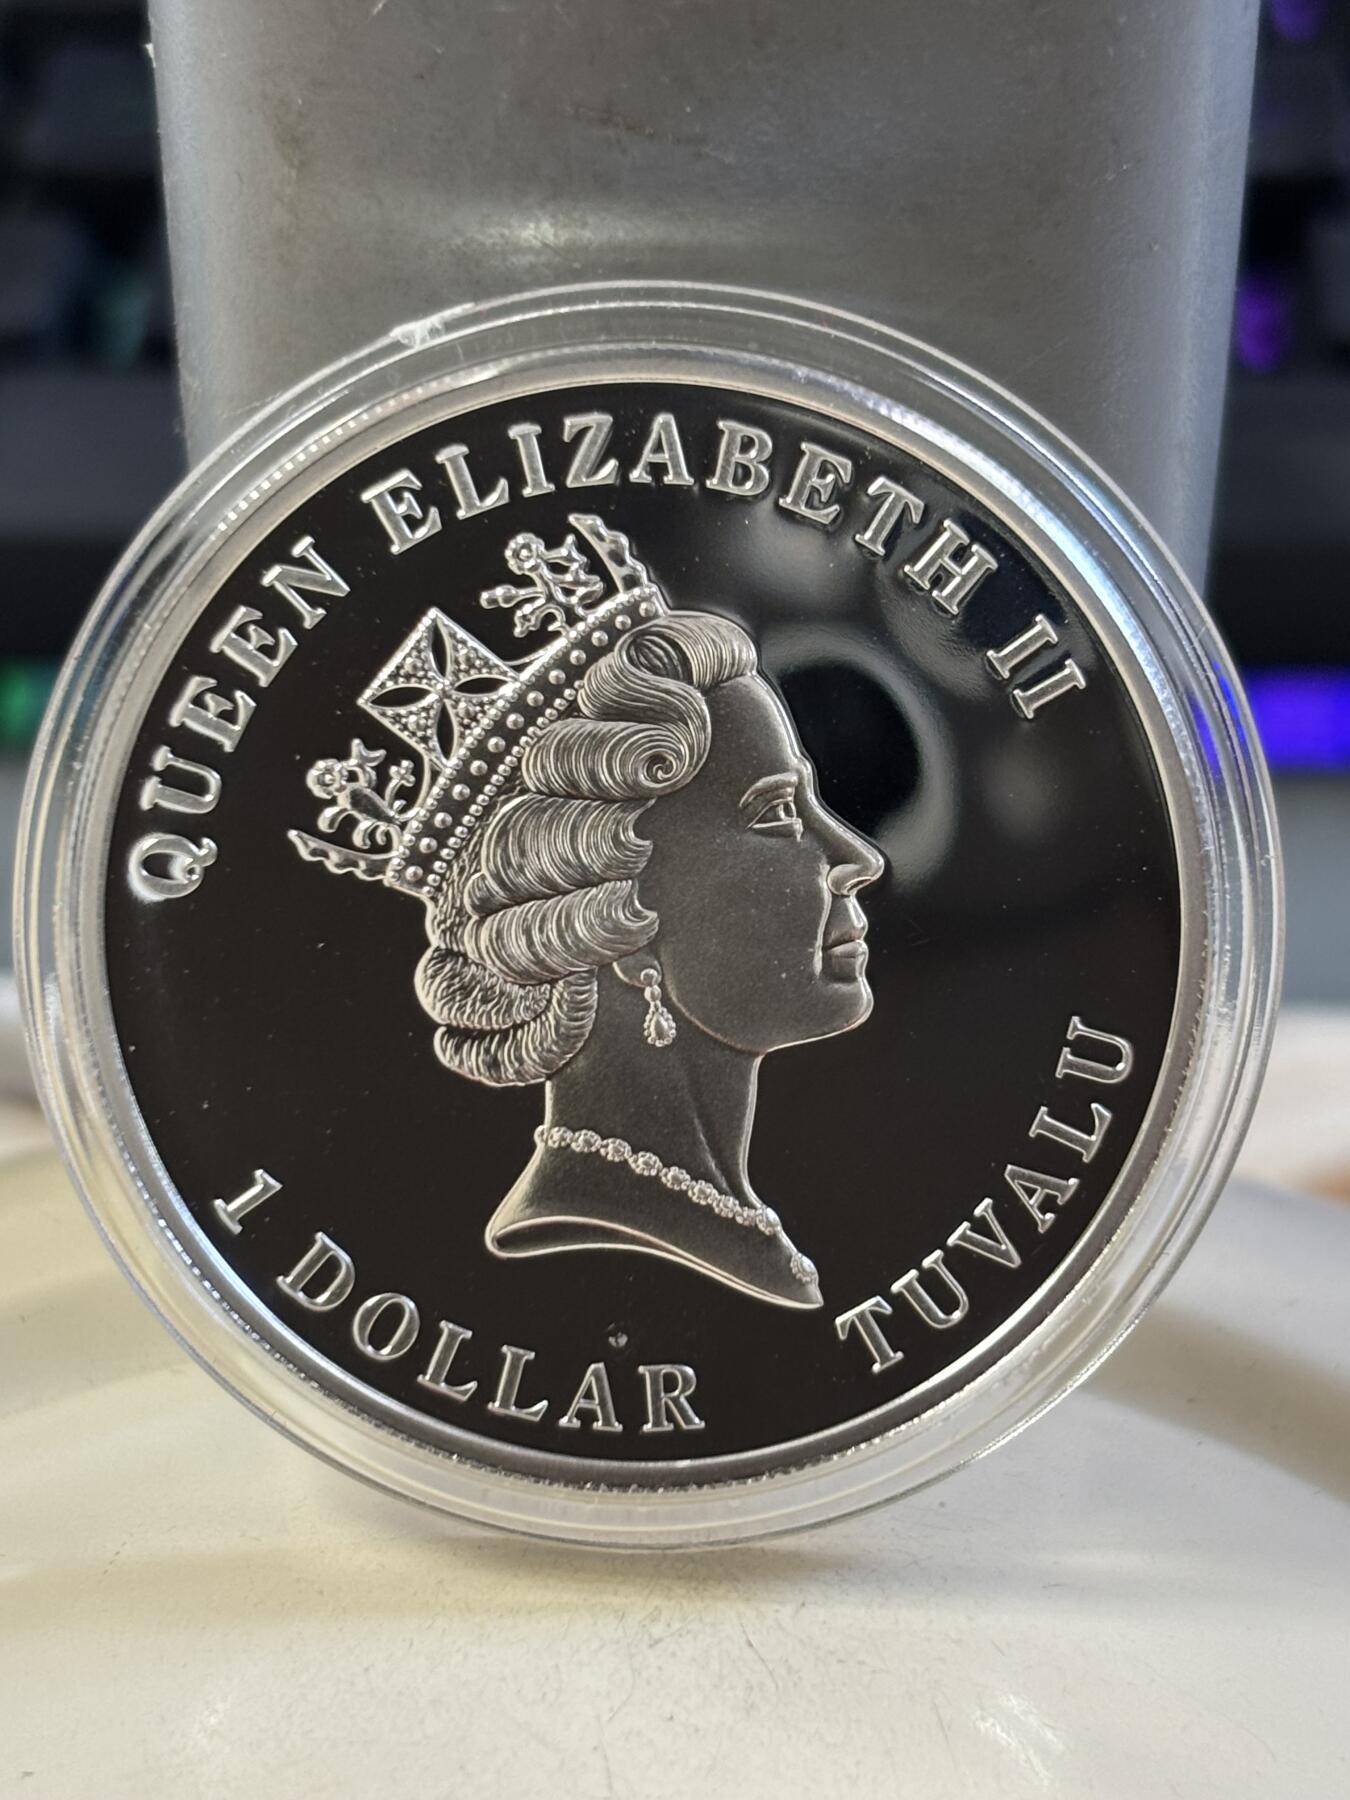 QUEEN ELIZABETH II
1 DOLLAR
TUVALU